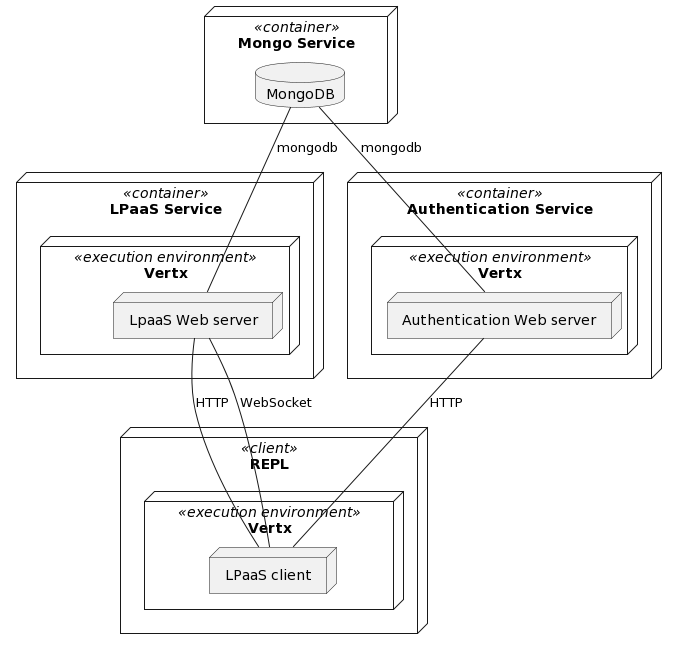 «container»
Mongo Service
MongoDB
mongodb
mongodb
«container»
LPaaS Service
«execution environment»
Vertx
LpaaS Web server
«container»
Authentication Service
«execution environment»
Vertx
Authentication Web server
HTTP
WebSocket
HTTP
«client»
REPL
«execution environment»
Vertx
LPaaS client